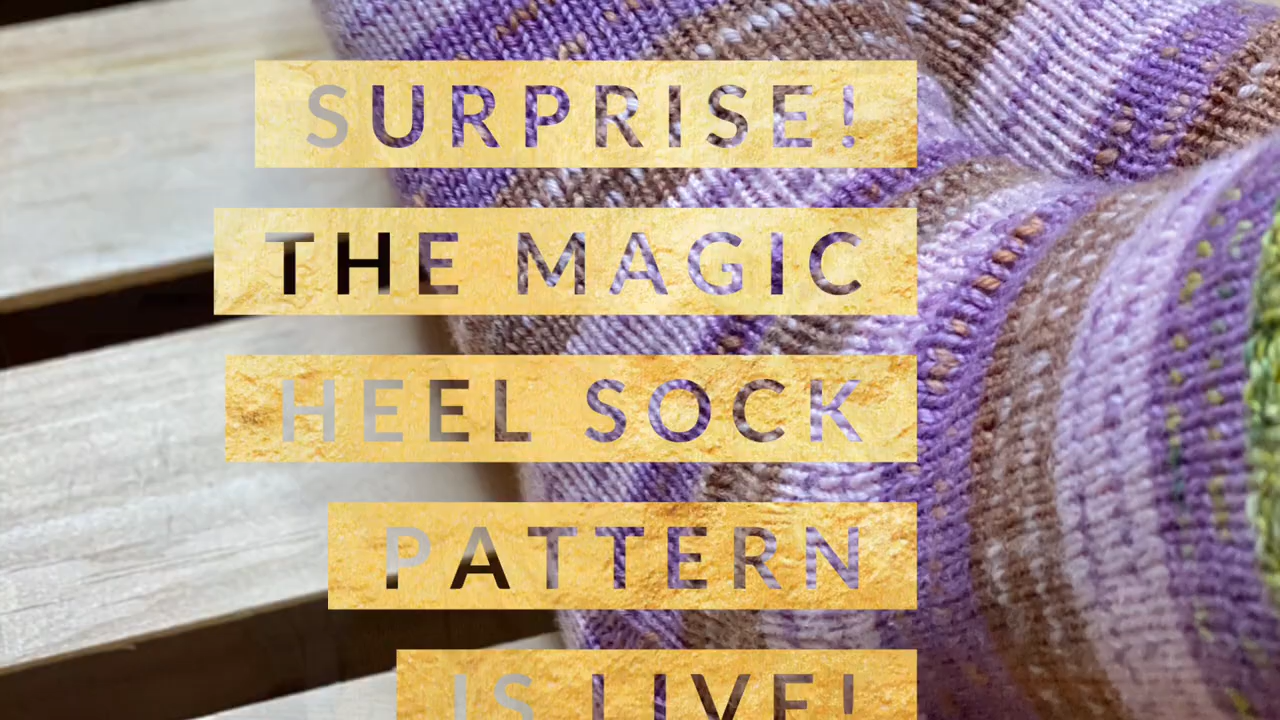 SURPRISE!
THE MAGIC
HEEL SOCK
PATTERN
IS LIVE!